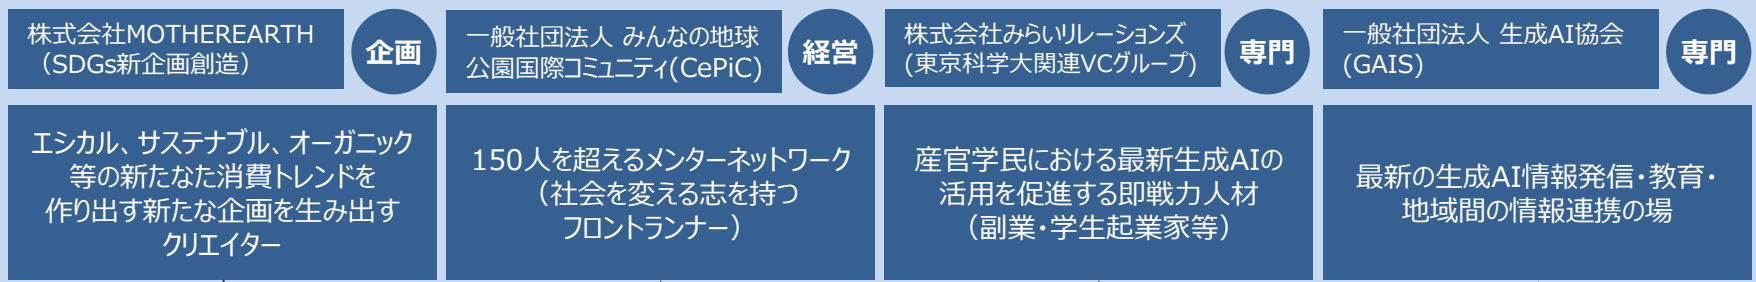 株式会社MOTHEREARTH
（SDGs新企画創造）
企画
エシカル、サステナブル、オーガニック
等の新たなた消費トレンドを
作り出す新たな企画を生み出す
クリエイター
一般社団法人 みんなの地球
公園国際コミュニティ(CePiC)
経営
150人を超えるメンターネットワーク
（社会を変える志を持つ
フロントランナー）
株式会社みらいリレーションズ
(東京科学大関連VCグループ)
専門
産官学民における最新生成AIの
活用を促進する即戦力人材
（副業・学生起業家等）
一般社団法人 生成AI協会
(GAIS)
専門
最新の生成AI情報発信・教育・
地域間の情報連携の場